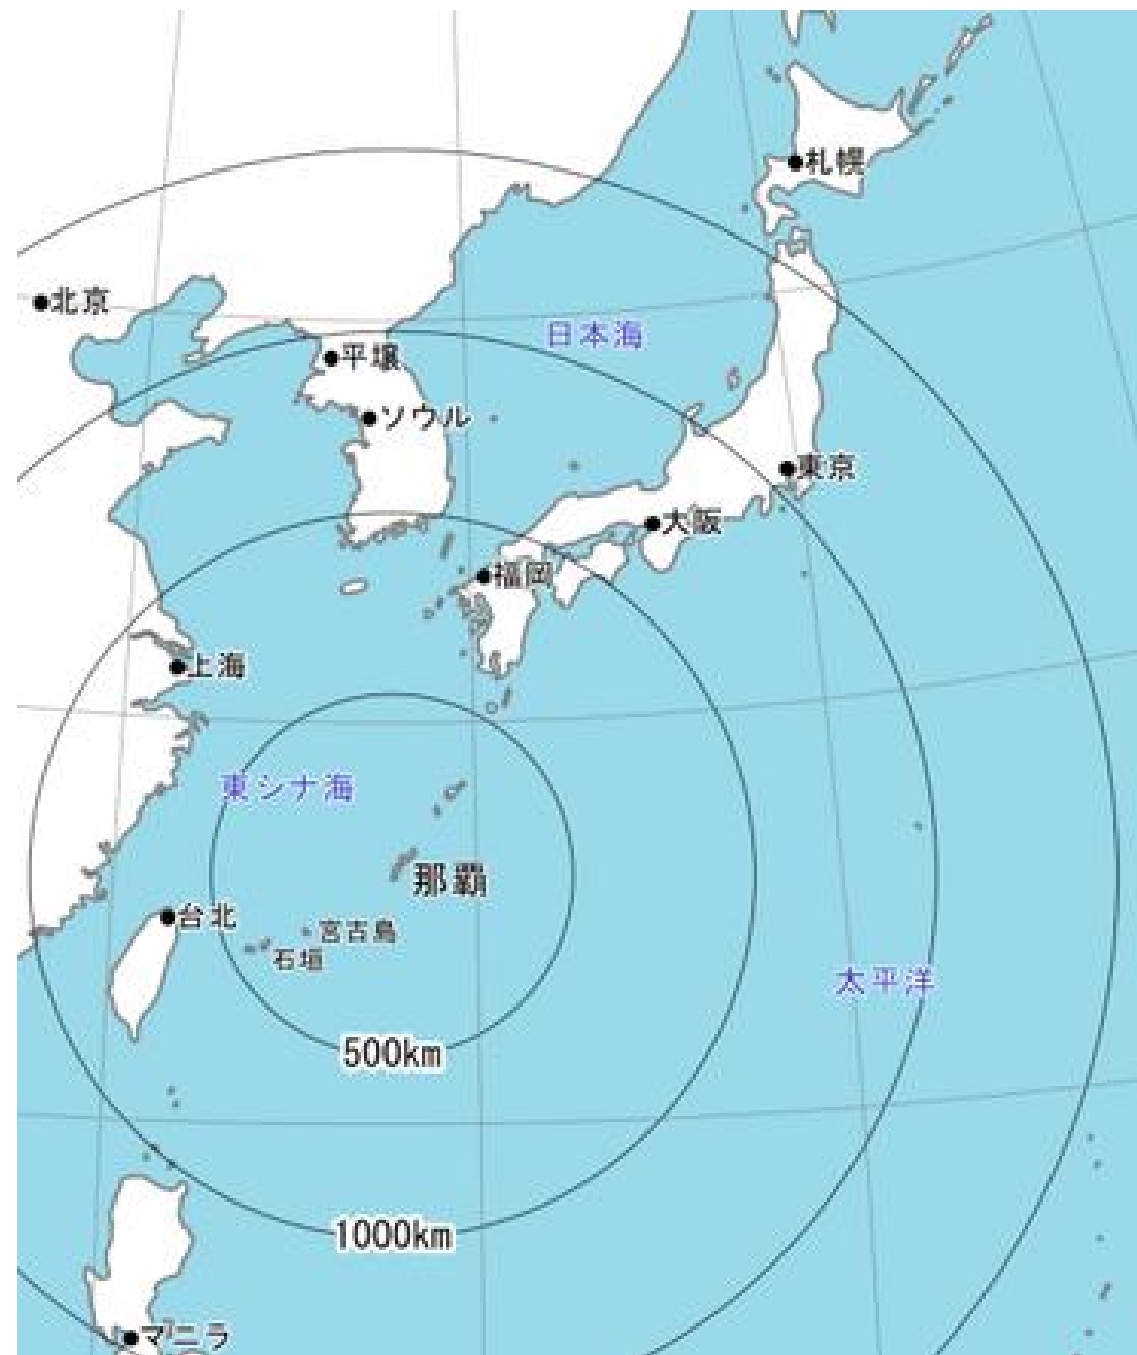 札幌
北京
日本海
平壌
ソウル
東京
大阪
福岡
上海
東シナ海
那覇
台北
宮古島
石垣
太平洋
500km
1000km
マニラ